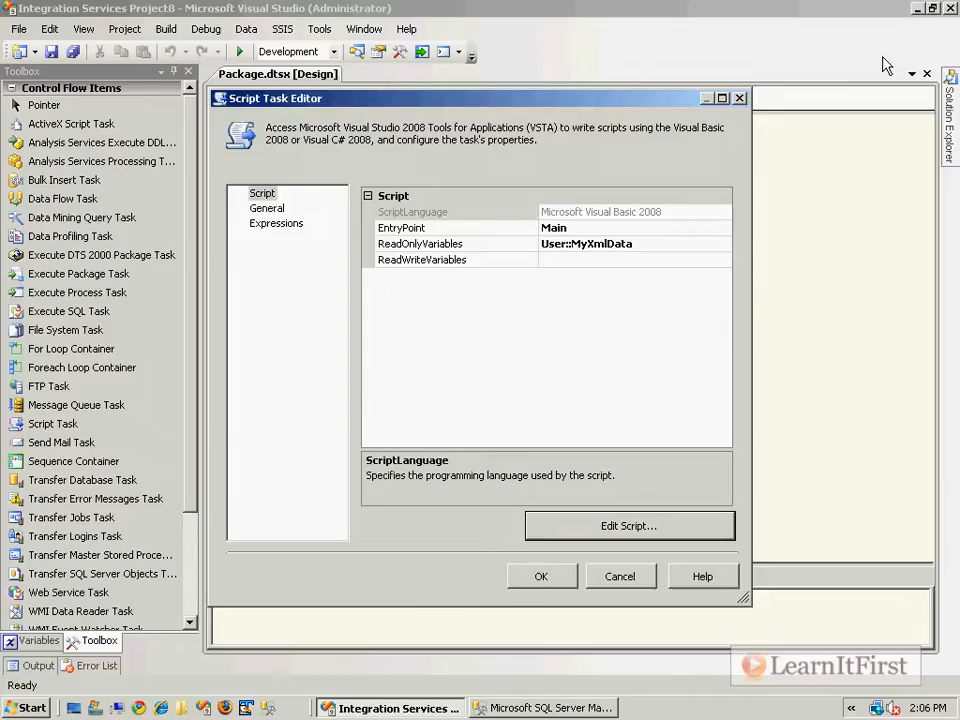 Integration Services Project8 - Microsoft Visual Studio (Administrator)
File Edit View Project Build Debug Data SSIS Tools Window Help
Development
Toolbox
Package.dtsx [Design]
Control Flow Items
Pointer
ActiveX Script Task
Analysis Services Execute DDL...
Analysis Services Processing T...
Bulk Insert Task
Data Flow Task
Data Mining Query Task
Data Profiling Task
Execute DTS 2000 Package Task
Execute Package Task
Execute Process Task
Execute SQL Task
File System Task
For Loop Container
Foreach Loop Container
FTP Task
Message Queue Task
Script Task
Send Mail Task
Sequence Container
Transfer Database Task
Transfer Error Messages Task
Transfer Jobs Task
Transfer Logins Task
Transfer Master Stored Proce...
Transfer SQL Server Objects T...
Web Service Task
WMI Data Reader Task
WMI Event Watcher Task
Variables Toolbox
Output Error List
Ready
Script Task Editor
Access Microsoft Visual Studio 2008 Tools for Applications (VSTA) to write scripts using the Visual Basic
2008 or Visual C# 2008, and configure the task's properties.
Script
General
Expressions
Script
ScriptLanguage Microsoft Visual Basic 2008
EntryPoint Main
ReadOnlyVariables User::MyXmlData
ReadWriteVariables
ScriptLanguage
Specifies the programming language used by the script.
Edit Script...
OK Cancel Help
Solution Explorer
LearnItFirst
Start
Integration Services ...
Microsoft SQL Server Ma...
«
2:06 PM